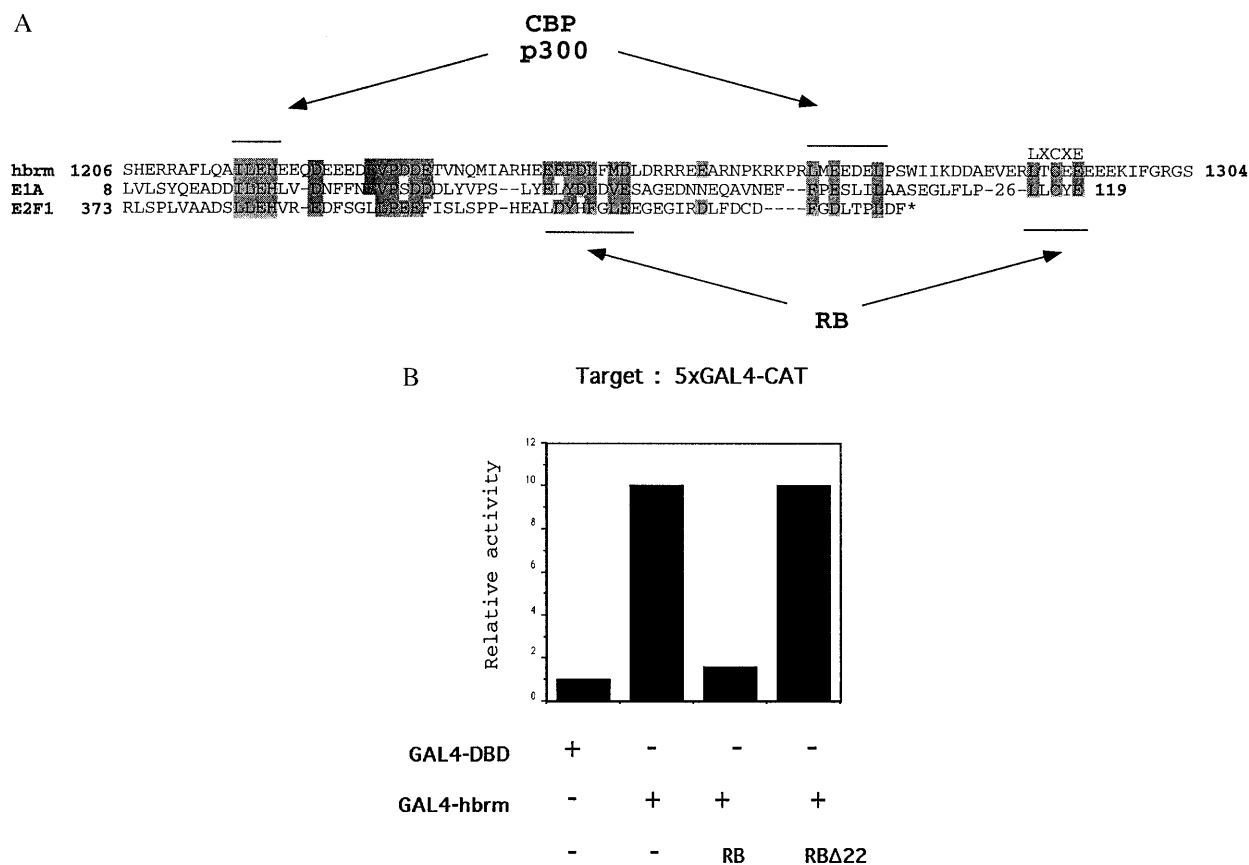 A
CBP
p300
LXCXE
hbrm 1206 SHERRAFLQAILEHEEQDEEEDEVPDDETVNQMIARHEEEFDLFMDLDRRREEARNPKRKPRLMEEDELPSWIIKDDAEVERLTCEEEEEKIFGRGS 1304
E1A 8 LVLSYQEADDILEHLV-DNFFNEVPSDDDLYVPS--LYELYDLDVESAGEDNNEQAVNEF--FPESLILAASEGLFLP-26-LLCYE 119
E2F1 373 RLSPLVAADSLLEHVR-EDFSGLLPEEFISLSPP-HEALDYHFGLEEGEGIRDLFDCD----FGDLTPLDF*
RB
B
Target : 5xGAL4-CAT
12
10
8
6
4
2
0
Relative activity
GAL4-DBD + - - -
GAL4-hbrm - + + +
- - RB RBΔ22